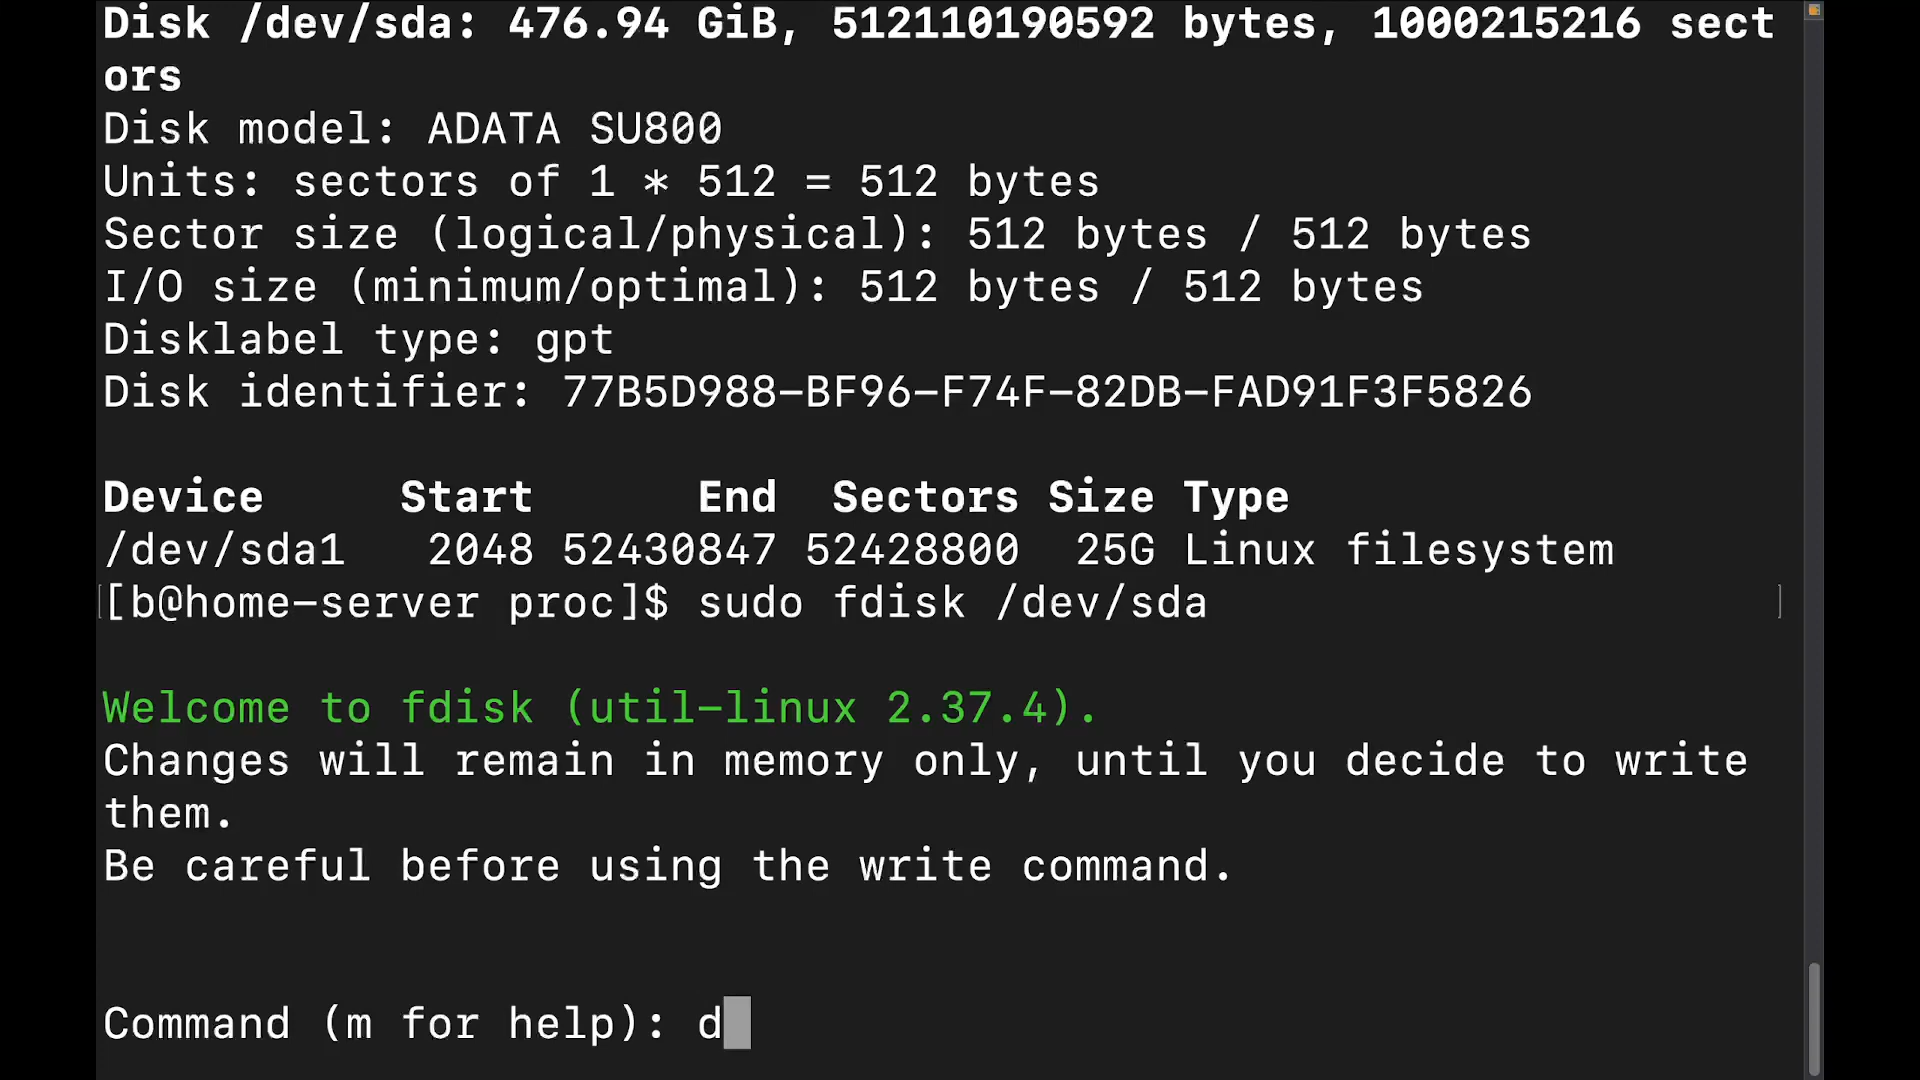 Disk /dev/sda: 476.94 GiB, 512110190592 bytes, 1000215216 sect
ors
Disk model: ADATA SU800
Units: sectors of 1 * 512 = 512 bytes
Sector size (logical/physical): 512 bytes / 512 bytes
I/O size (minimum/optimal): 512 bytes / 512 bytes
Disklabel type: gpt
Disk identifier: 77B5D988-BF96-F74F-82DB-FAD91F3F5826
Device     Start      End  Sectors Size Type
/dev/sda1   2048 52430847 52428800  25G Linux filesystem
[b@home-server proc]$ sudo fdisk /dev/sda
Welcome to fdisk (util-linux 2.37.4).
Changes will remain in memory only, until you decide to write
them.
Be careful before using the write command.
Command (m for help): d